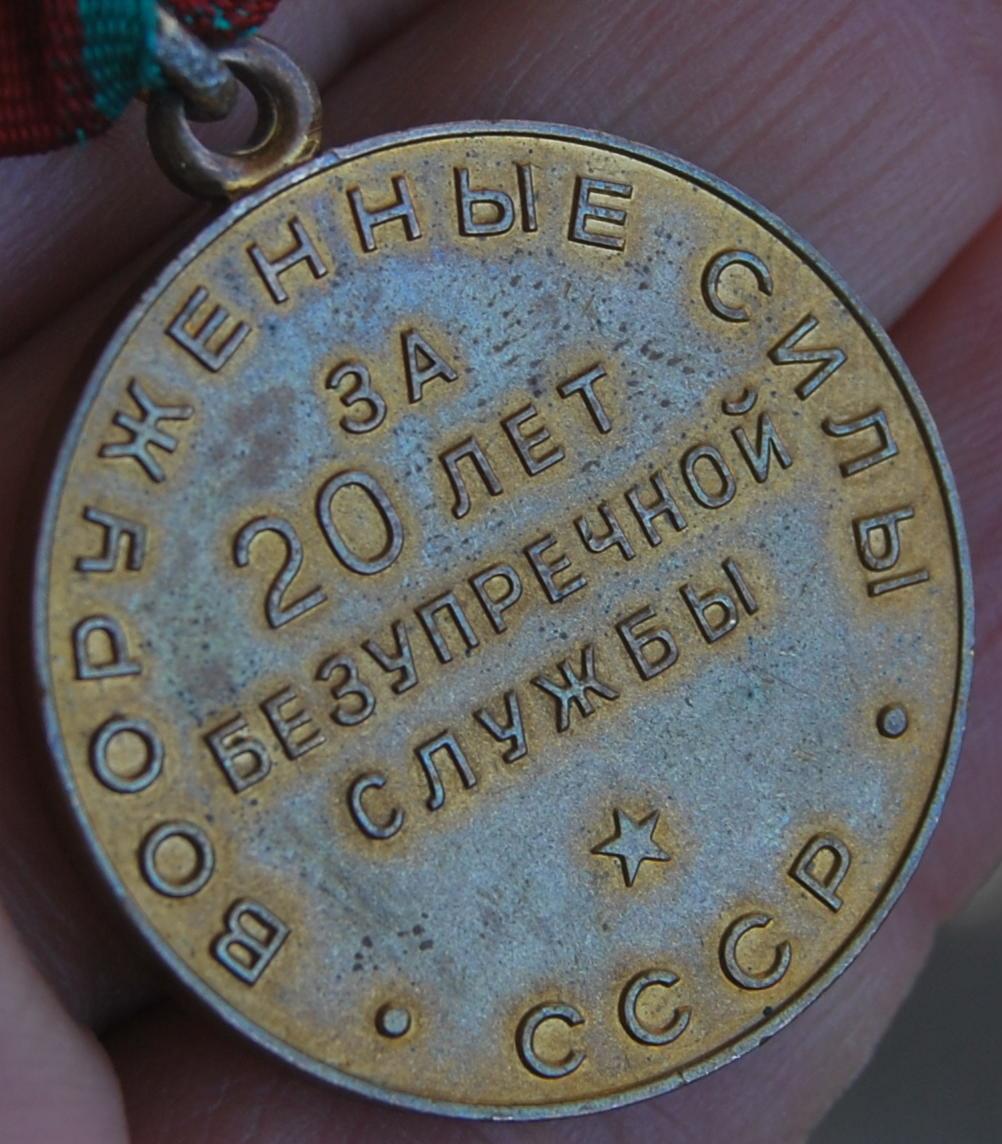 ВООРУЖЕННЫЕ СИЛЫ
ЗА
20 ЛЕТ
БЕЗУПРЕЧНОЙ
СЛУЖБЫ
СССР